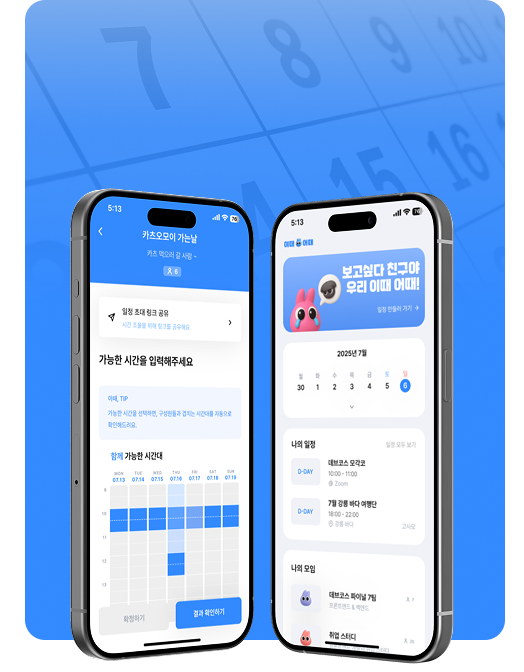 7
8
9
10
14
15
16
5:13
76
카츠오모이 가는날
카츠 먹으러 갈 사람 ~
6
일정 초대 링크 공유
시간 조율을 위해 링크를 공유해요
가능한 시간을 입력해주세요
이때, TIP
가능한 시간을 선택하면, 구성원들과 겹치는 시간대를 자동으로
확인해드려요.
함께 가능한 시간대
MON TUE WED THU FRI SAT SUN
07.13 07.15 07.16 07.17 07.18 07.19
9
10
11
12
13
확정하기
결과 확인하기
5:13
76
이때 어때
보고싶다 친구야
우리 이때 어때!
일정 만들러 가기 →
2025년 7월
월 화 수 목 금 토 일
30 1 2 3 4 5 6
나의 일정
일정 모두 보기
D-DAY
데브코스 모각코
10:00 - 11:00
Zoom
D-DAY
7월 강릉 바다 여행단
18:00 - 22:00
강릉 바다
고사모
나의 모임
데브코스 파이널 7팀
프론트엔드 & 백엔드
취업 스터디